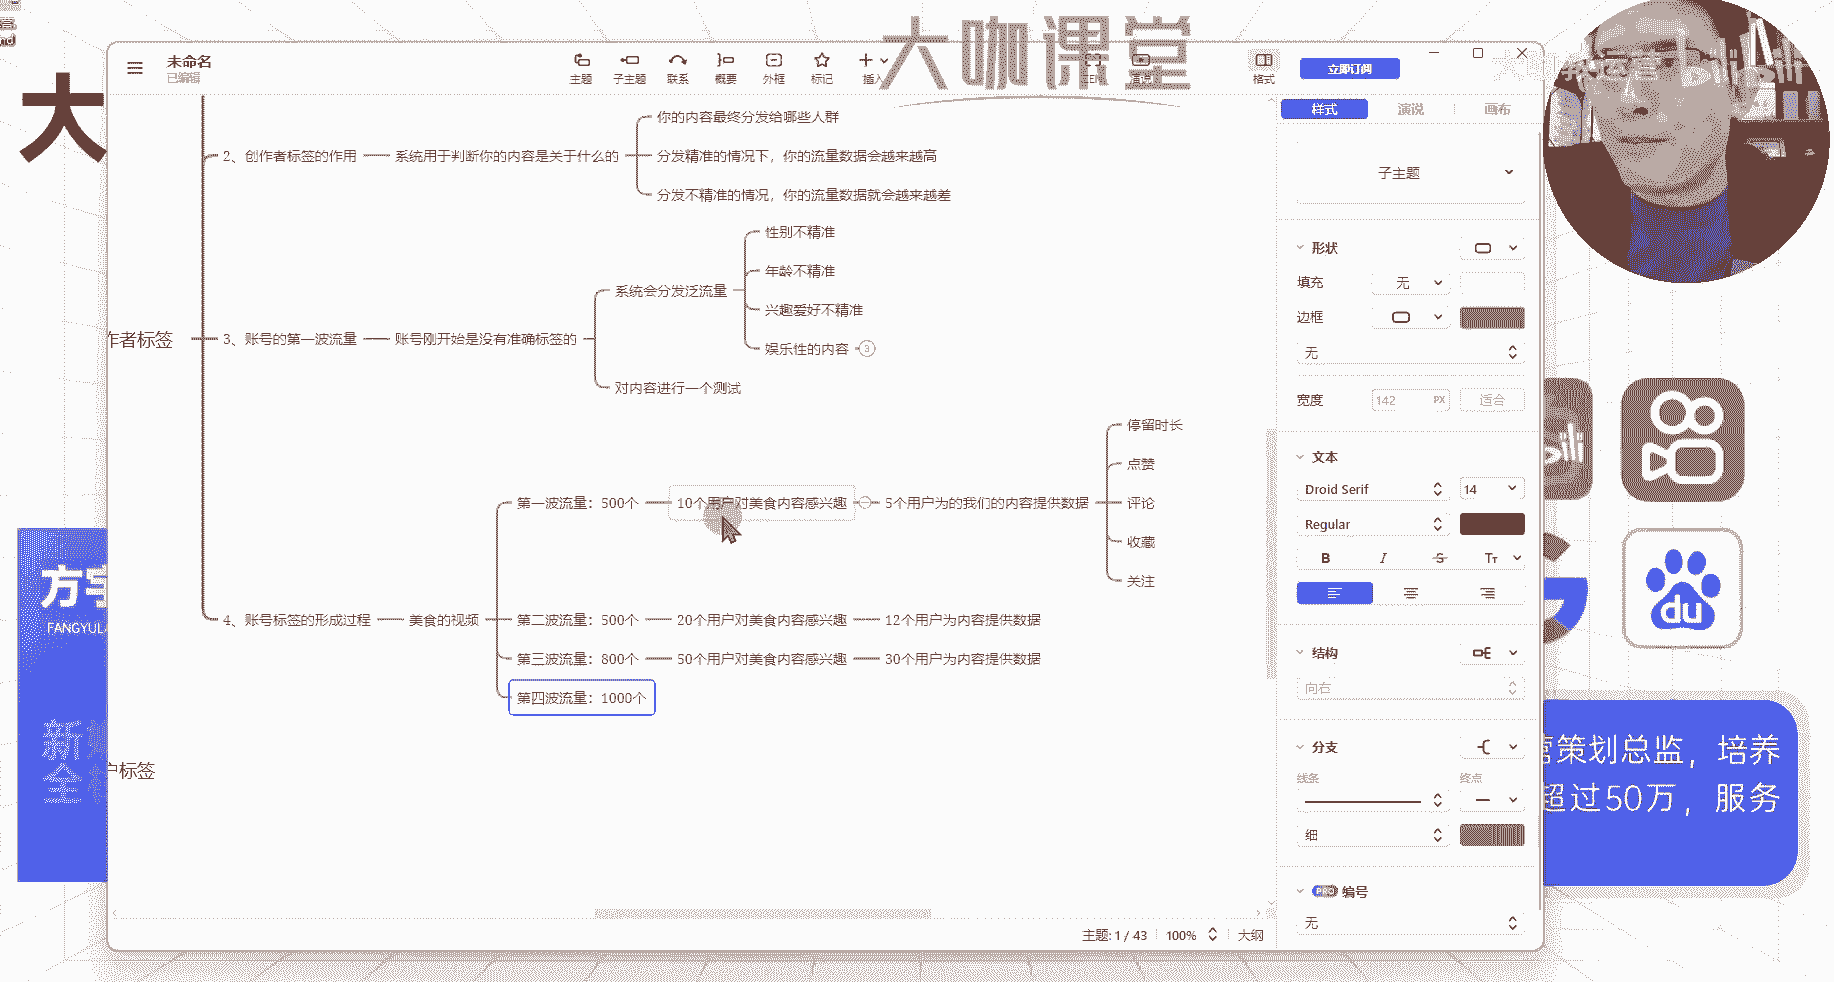 大咖课堂
未命名
已编辑
主题
子主题
联系
概要
外框
标记
插入
格式
立即订阅
样式
演说
画布
大
你的内容最终分发给哪些人群
2、创作者标签的作用
系统用于判断你的内容是关于什么的
分发精准的情况下，你的流量数据会越来越高
分发不精准的情况，你的流量数据就会越来越差
性别不精准
年龄不精准
系统会分发泛流量
兴趣爱好不精准
作者标签
3、账号的第一波流量
账号刚开始是没有准确标签的
娱乐性的内容
3
对内容进行一个测试
停留时长
点赞
第一波流量：500个
10个用户对美食内容感兴趣
5个用户为的我们的内容提供数据
评论
收藏
关注
4、账号标签的形成过程
美食的视频
第二波流量：500个
20个用户对美食内容感兴趣
12个用户为内容提供数据
第三波流量：800个
50个用户对美食内容感兴趣
30个用户为内容提供数据
第四波流量：1000个
户标签
子主题
形状
填充
无
边框
无
宽度
142
PX
适合
文本
Droid Serif
14
Regular
B
I
S
TT
结构
向右
分支
线条
终点
细
PRO
编号
无
主题: 1 / 43
100%
大纲
方
FANGYU
新
全
du
营策划总监，培养
超过50万，服务